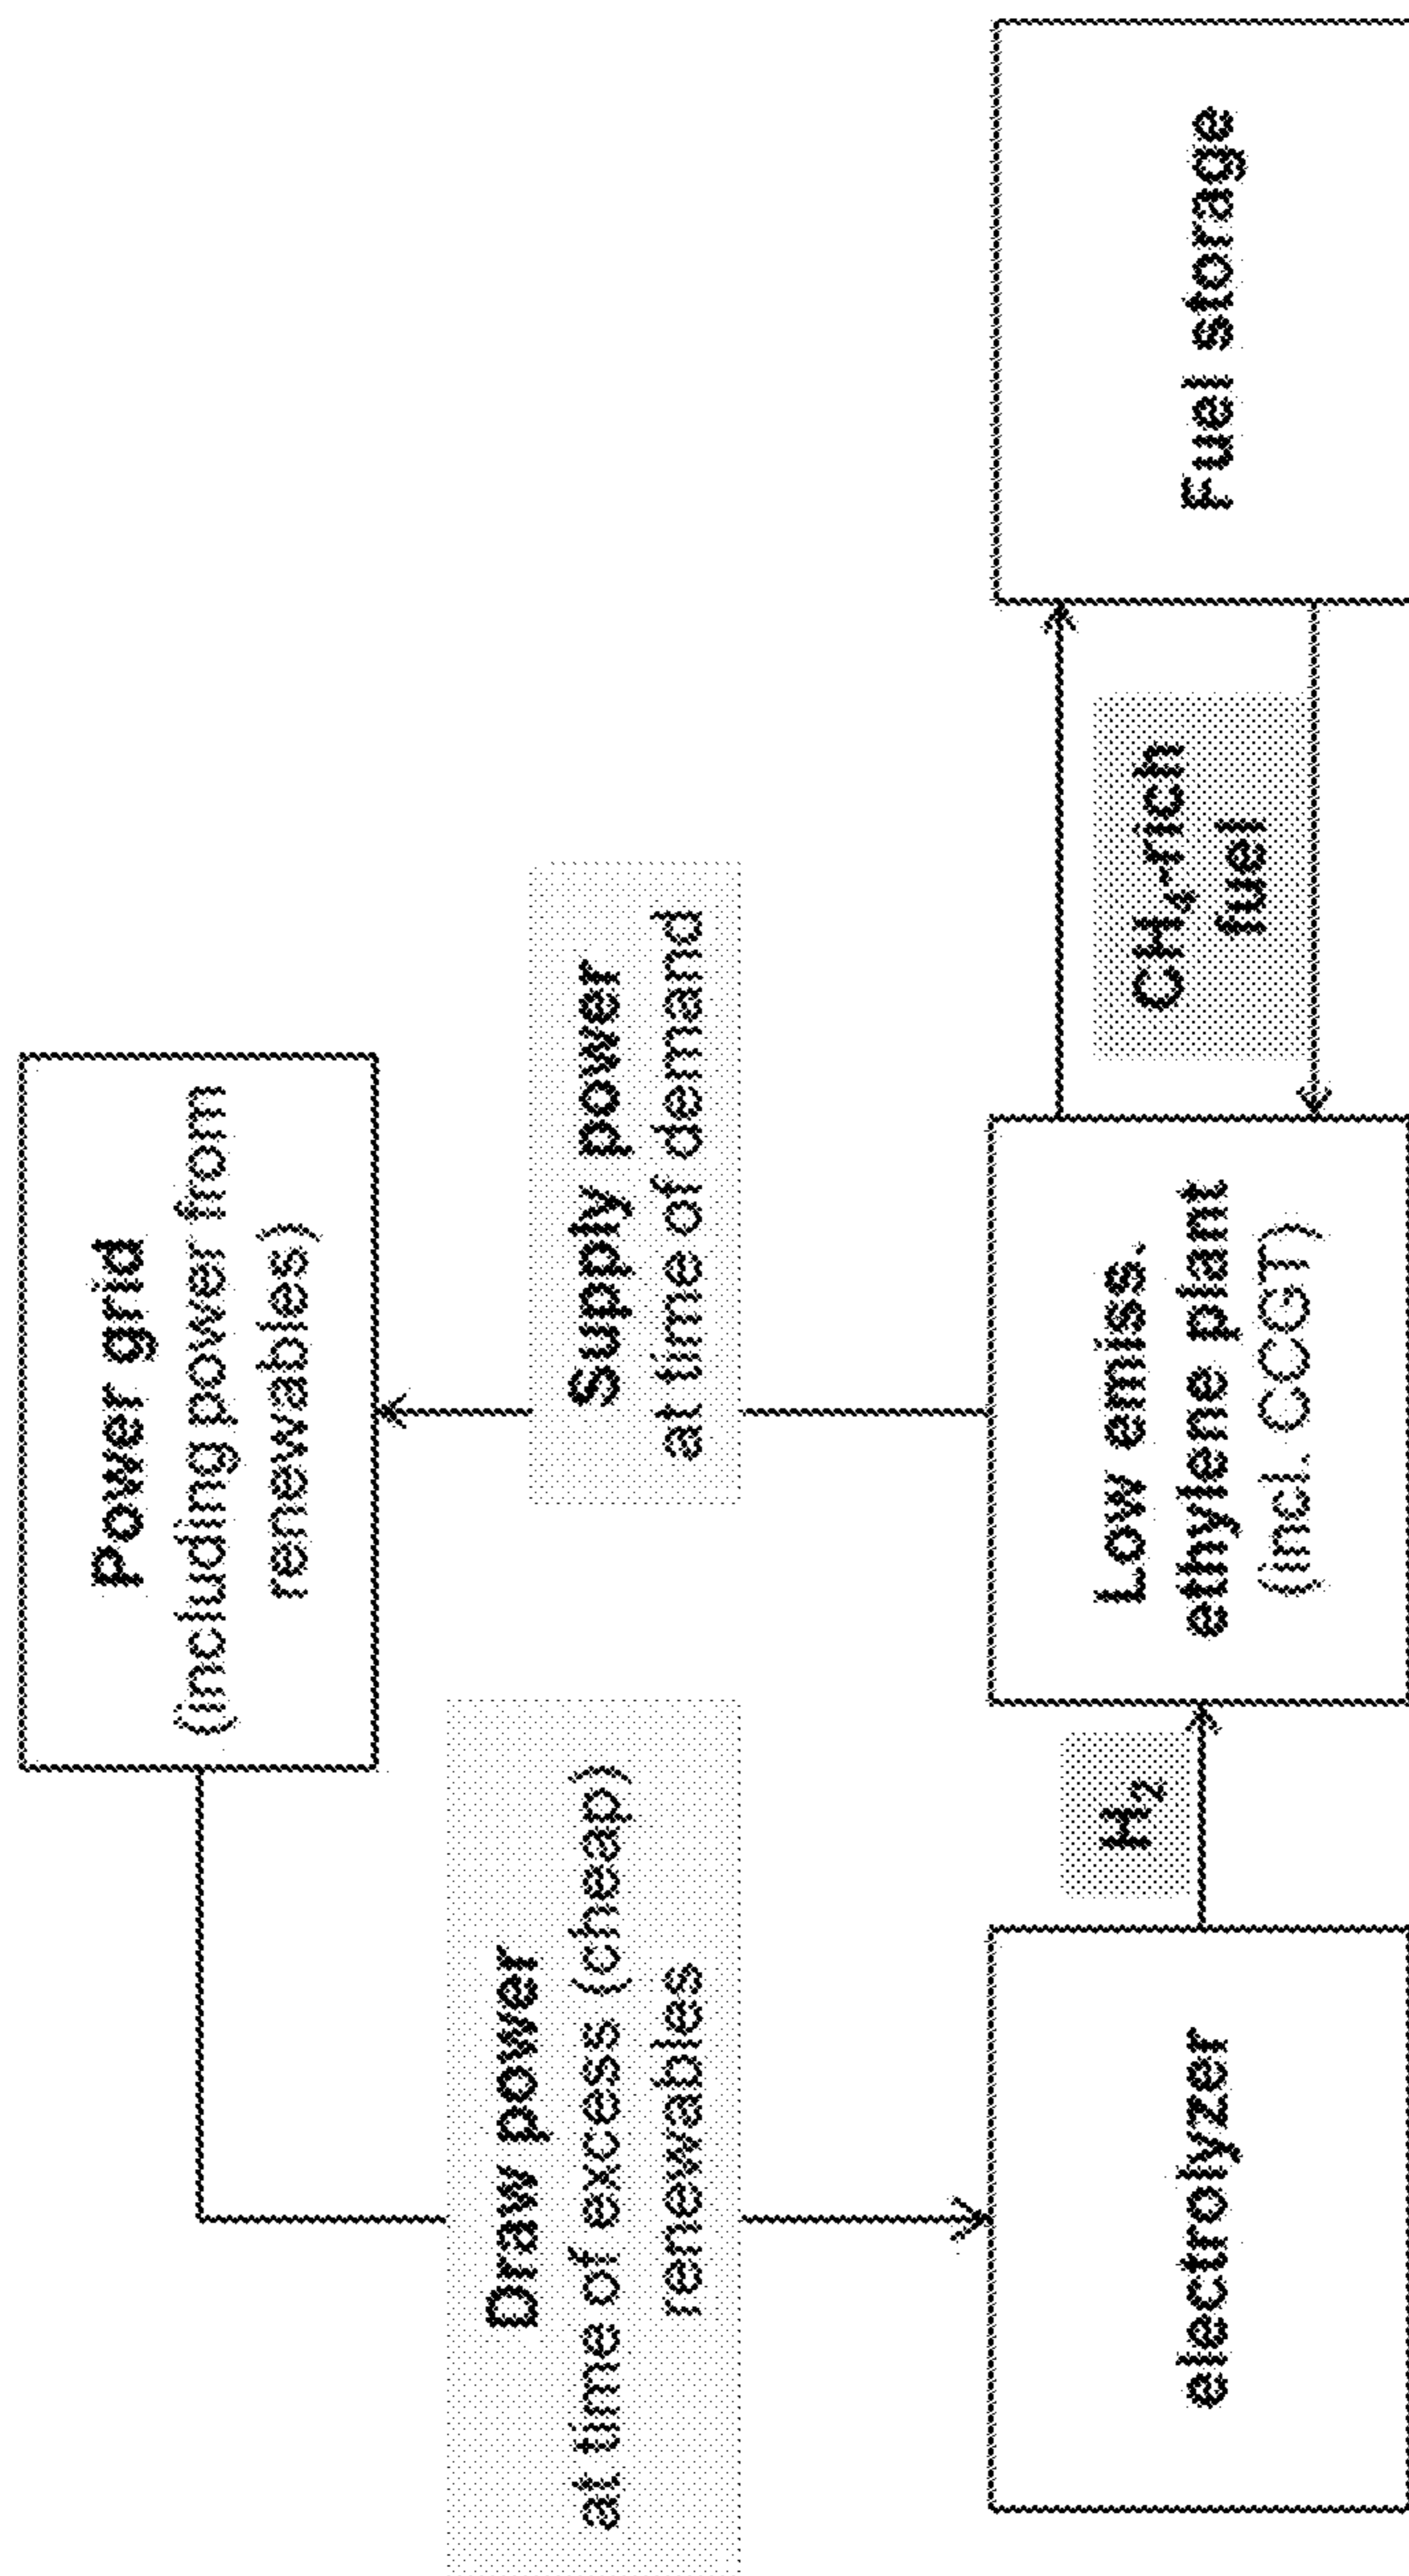 Power grid
(including power from
renewables)
Draw power
at time of excess (cheap)
renewables
Supply power
at time of demand
electrolyzer
H₂
Low emiss.
ethylene plant
(incl. CCGT)
CH₄-rich
fuel
Fuel storage